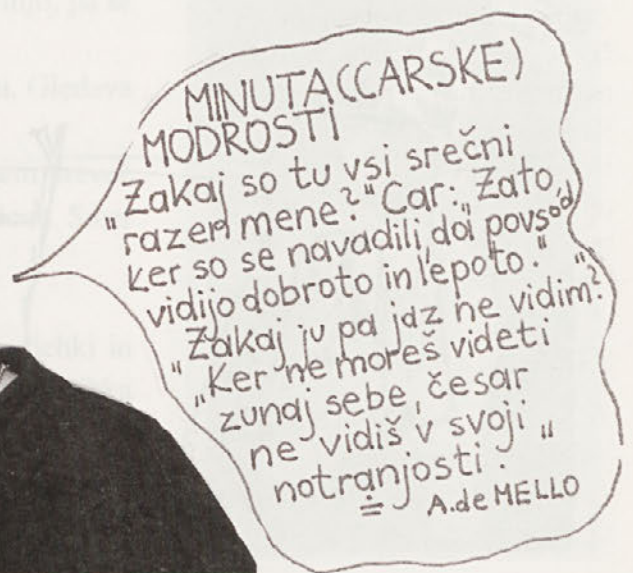 MINUTA (CARSKE)
MODROSTI
"Zakaj so tu vsi srečni
razen mene?" Car: „Zato,
ker so se navadili, da povsod
vidijo dobroto in lepoto."
"Zakaj ju pa jaz ne vidim?"
„Ker ne moreš videti
zunaj sebe, česar
ne vidiš v svoji
notranjosti."
A. de MELLO